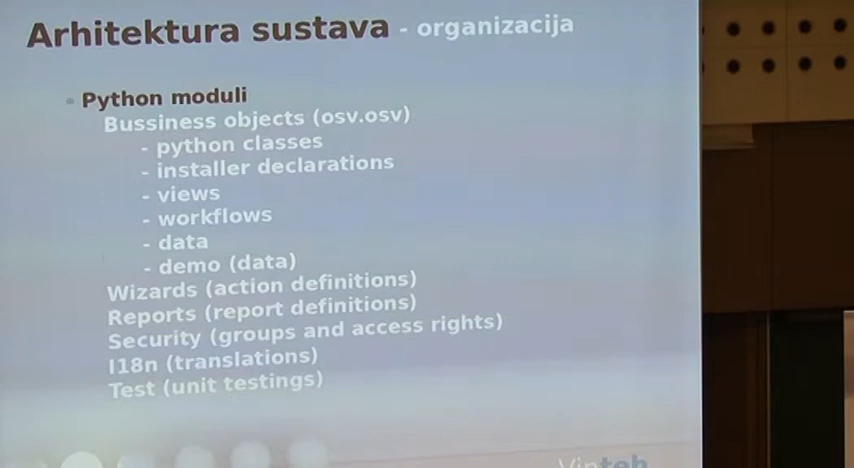 Arhitektura sustava - organizacija
Python moduli
Bussiness objects (osv.osv)
- python classes
- installer declarations
- views
- workflows
- data
- demo (data)
Wizards (action definitions)
Reports (report definitions)
Security (groups and access rights)
I18n (translations)
Test (unit testings)
Vinteh